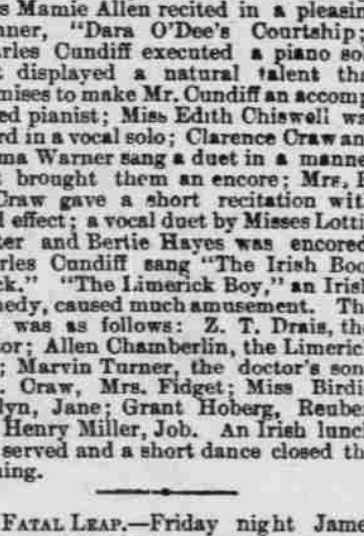 s Mamie Allen recited in a pleasin
nner, "Dara O'Dee's Courtship;
arles Cundiff executed a piano so
t displayed a natural talent tha
mises to make Mr. Cundiff an accomp
ed pianist; Miss Edith Chiswell wa
rd in a vocal solo; Clarence Craw an
ma Warner sang a duet in a manne
t brought them an encore; Mrs. F
Craw gave a short recitation wit
l effect; a vocal duet by Misses Lotti
ter and Bertie Hayes was encored
rles Cundiff sang "The Irish Boo
ck." "The Limerick Boy," an Irish
nedy, caused much amusement. Th
was as follows: Z. T. Drais, th
tor; Allen Chamberlin, the Limeric
; Marvin Turner, the doctor's son
. Craw, Mrs. Fidget; Miss Birdi
lyn, Jane; Grant Hoberg, Reube
Henry Miller, Job. An Irish lunc
served and a short dance closed th
ning.
FATAL LEAP.—Friday night Jame